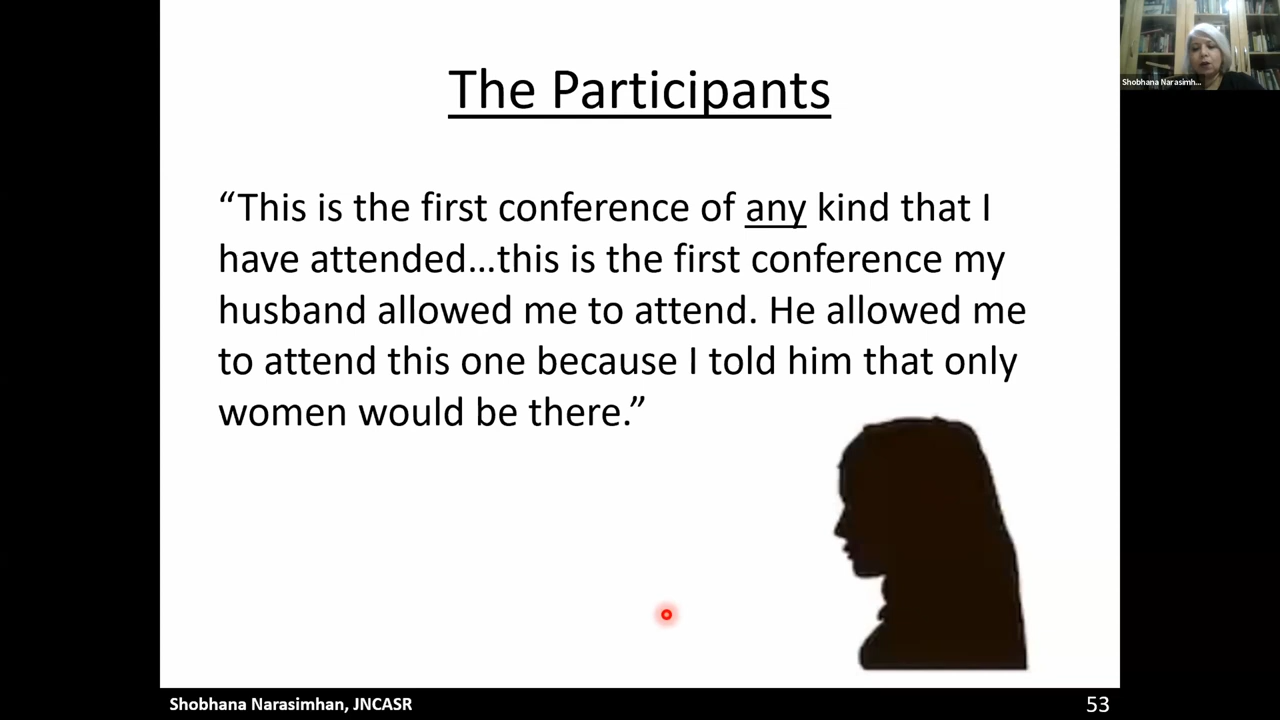 The Participants
Shobhana Narasimh...
“This is the first conference of any kind that I
have attended...this is the first conference my
husband allowed me to attend. He allowed me
to attend this one because I told him that only
women would be there.”
Shobhana Narasimhan, JNCASR
53